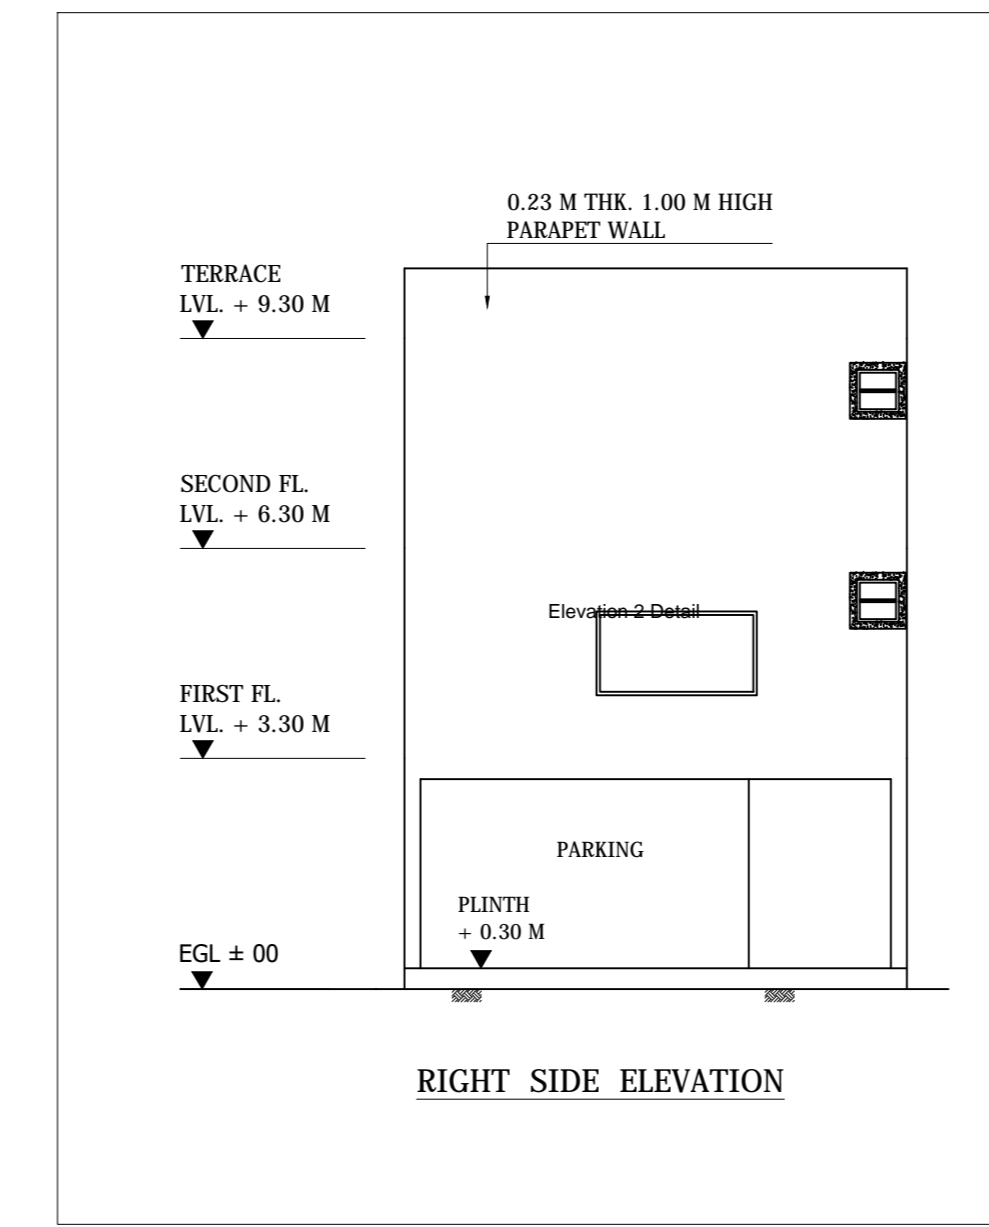 0.23 M THK. 1.00 M HIGH
PARAPET WALL
TERRACE
LVL. + 9.30 M
SECOND FL.
LVL. + 6.30 M
Elevation 2 Detail
FIRST FL.
LVL. + 3.30 M
PARKING
PLINTH
+ 0.30 M
EGL ± 00
RIGHT SIDE ELEVATION